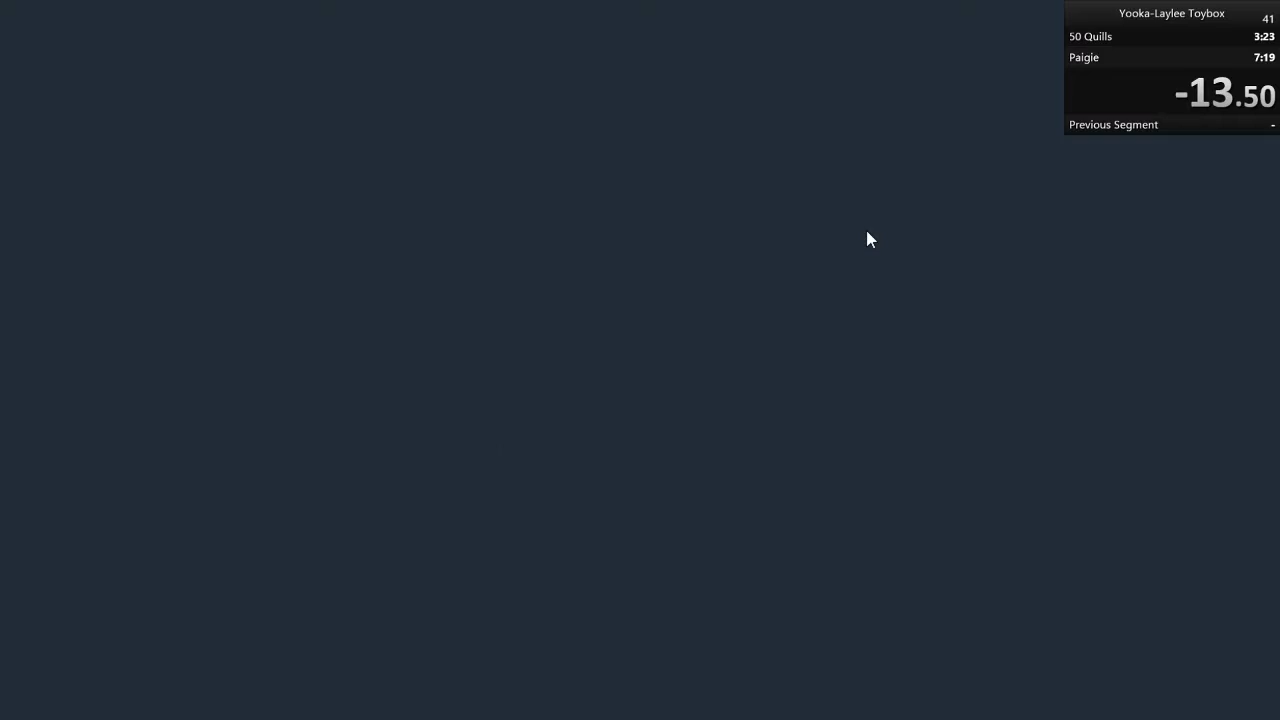 Yooka-Laylee Toybox
41
50 Quills 3:23
Paigie 7:19
-13.50
Previous Segment -